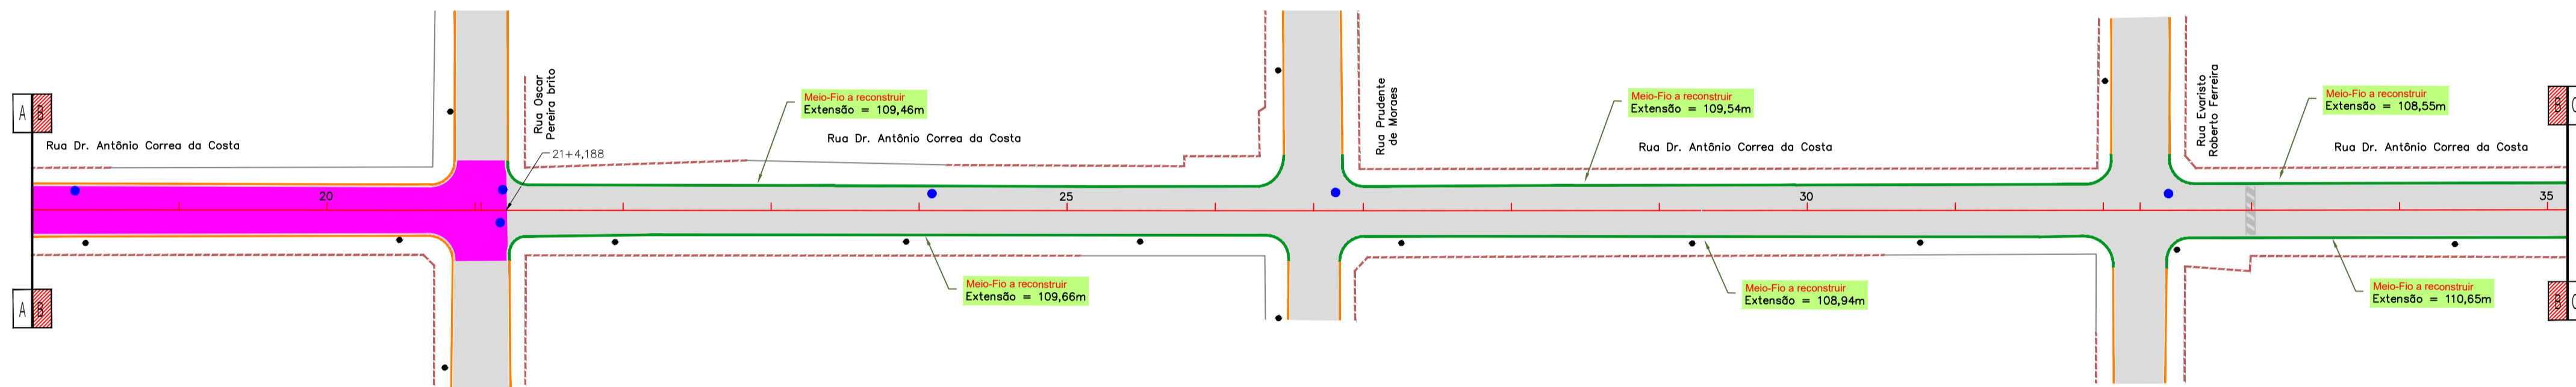 A
B
Rua Dr. Antônio Correa da Costa
20
Rua Oscar
Pereira brito
21+4,188
Meio-Fio a reconstruir
Extensão = 109,46m
Rua Dr. Antônio Correa da Costa
25
Rua Prudente
de Moraes
Meio-Fio a reconstruir
Extensão = 109,54m
Rua Dr. Antônio Correa da Costa
30
Rua Evaristo
Roberto Ferreira
Meio-Fio a reconstruir
Extensão = 108,55m
Rua Dr. Antônio Correa da Costa
35
B
A
B
Meio-Fio a reconstruir
Extensão = 109,66m
Meio-Fio a reconstruir
Extensão = 108,94m
Meio-Fio a reconstruir
Extensão = 110,65m
B